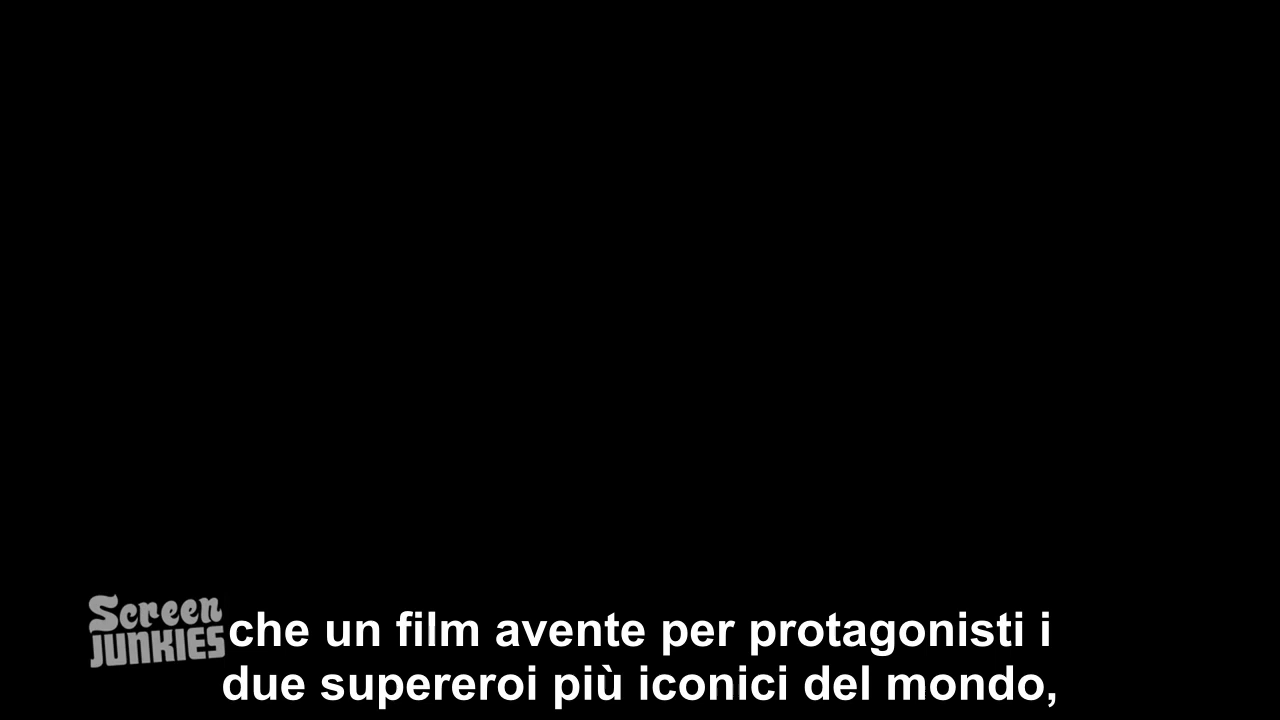 Screen
JUNKIES
che un film avente per protagonisti i
due supereroi più iconici del mondo,